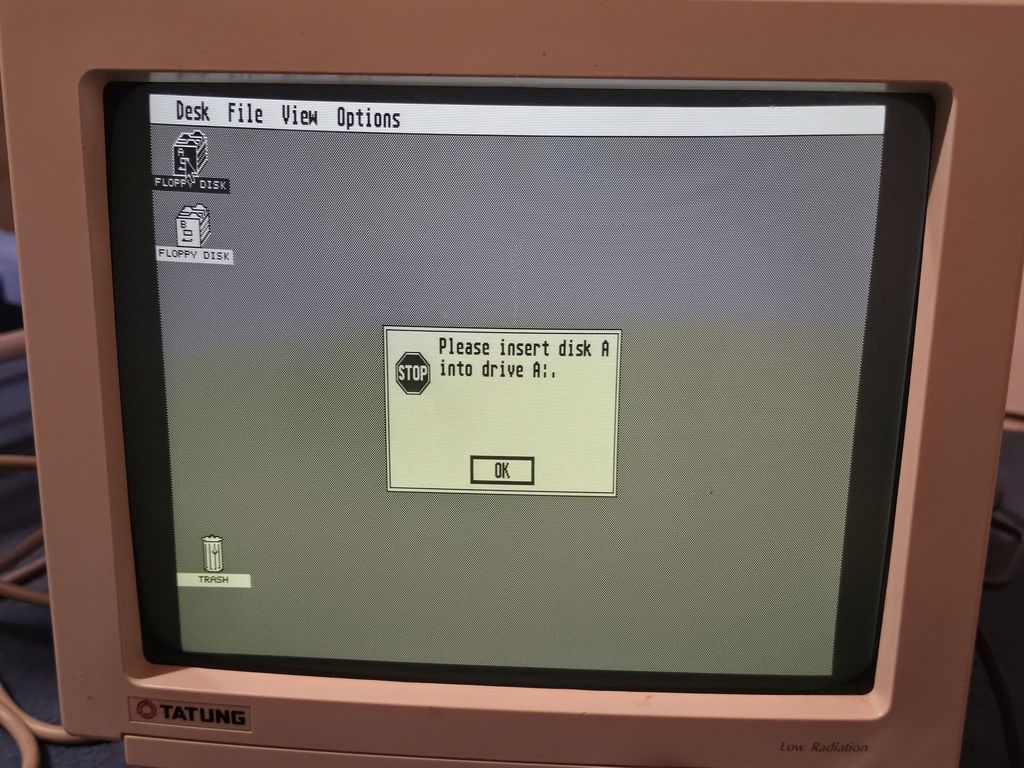 Desk File View Options
A
FLOPPY DISK
B
FLOPPY DISK
STOP
Please insert disk A
into drive A:.
OK
TRASH
TATUNG
Low Radiation